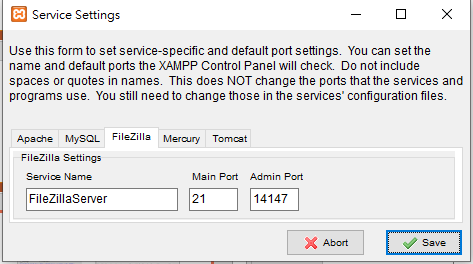 Service Settings
Use this form to set service-specific and default port settings.  You can set the
name and default ports the XAMPP Control Panel will check.  Do not include
spaces or quotes in names.  This does NOT change the ports that the services and
programs use.  You still need to change those in the services' configuration files.
Apache MySQL FileZilla Mercury Tomcat
FileZilla Settings
Service Name Main Port Admin Port
FileZillaServer 21 14147
Abort Save